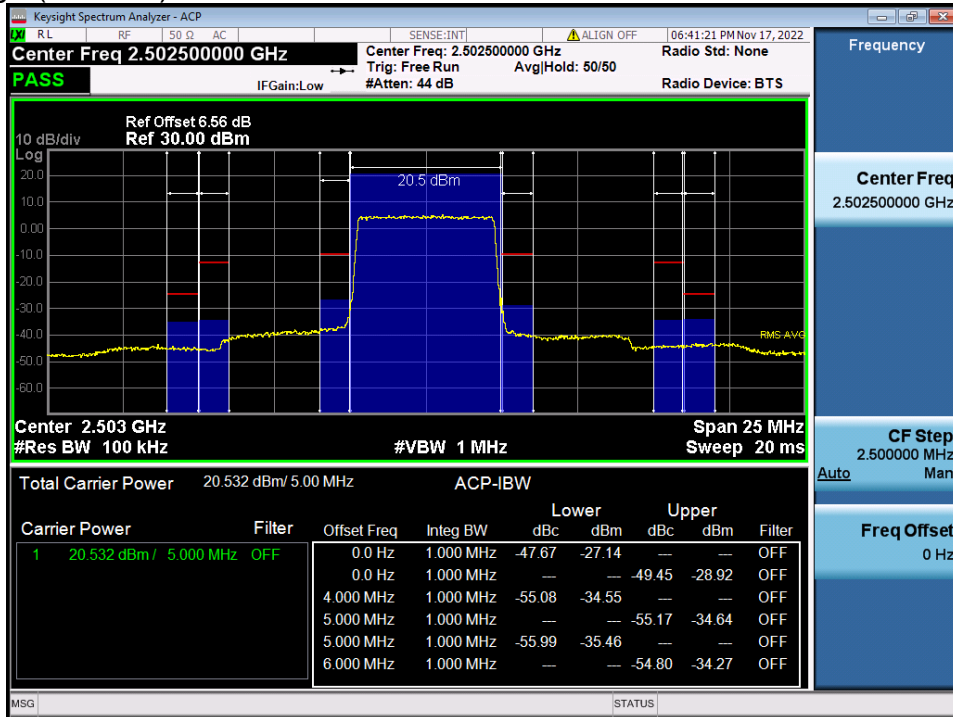 Keysight Spectrum Analyzer - ACP
LXI RL RF 50 Ω AC SENSE:INT ALIGN OFF 06:41:21 PM Nov 17, 2022
Center Freq 2.502500000 GHz Center Freq: 2.502500000 GHz Radio Std: None
Trig: Free Run Avg|Hold: 50/50
PASS IFGain:Low #Atten: 44 dB Radio Device: BTS
Ref Offset 6.56 dB
10 dB/div Ref 30.00 dBm
Log
20.0
20.5 dBm
10.0
0.00
-10.0
-20.0
-30.0
-40.0
RMS AVG
-50.0
-60.0
Center 2.503 GHz Span 25 MHz
#Res BW 100 kHz #VBW 1 MHz Sweep 20 ms
Total Carrier Power 20.532 dBm/ 5.00 MHz ACP-IBW
Lower Upper
Carrier Power Filter Offset Freq Integ BW dBc dBm dBc dBm Filter
1 20.532 dBm / 5.000 MHz OFF 0.0 Hz 1.000 MHz -47.67 -27.14 --- --- OFF
0.0 Hz 1.000 MHz --- --- -49.45 -28.92 OFF
4.000 MHz 1.000 MHz -55.08 -34.55 --- --- OFF
5.000 MHz 1.000 MHz --- --- -55.17 -34.64 OFF
5.000 MHz 1.000 MHz -55.99 -35.46 --- --- OFF
6.000 MHz 1.000 MHz --- --- -54.80 -34.27 OFF
MSG STATUS
Frequency
Center Freq
2.502500000 GHz
CF Step
2.500000 MHz
Auto Man
Freq Offset
0 Hz